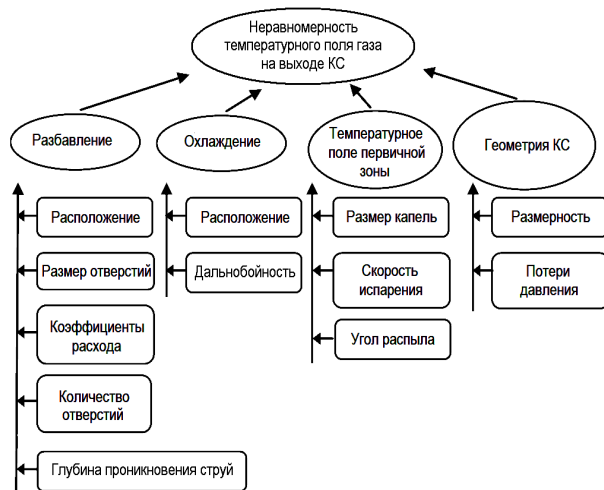 Неравномерность
температурного поля газа
на выходе КС
Разбавление
Охлаждение
Температурное
поле первичной
зоны
Геометрия КС
Расположение
Размер отверстий
Коэффициенты
расхода
Количество
отверстий
Глубина проникновения струй
Расположение
Дальнобойность
Размер капель
Скорость
испарения
Угол распыла
Размерность
Потери
давления